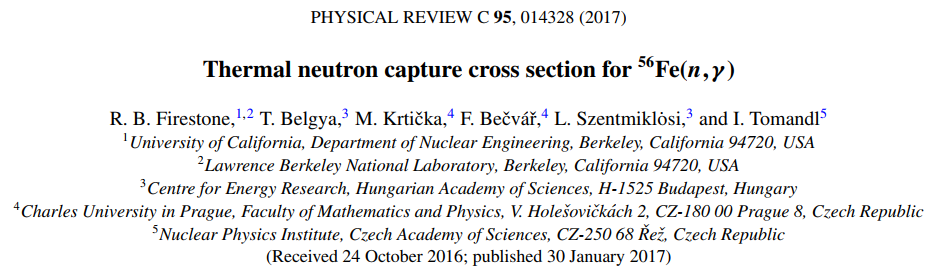 PHYSICAL REVIEW C 95, 014328 (2017)
Thermal neutron capture cross section for ⁵⁶Fe(n,γ)
R. B. Firestone,¹,² T. Belgya,³ M. Krtička,⁴ F. Bečvář,⁴ L. Szentmiklòsi,³ and I. Tomandl⁵
¹University of California, Department of Nuclear Engineering, Berkeley, California 94720, USA
²Lawrence Berkeley National Laboratory, Berkeley, California 94720, USA
³Centre for Energy Research, Hungarian Academy of Sciences, H-1525 Budapest, Hungary
⁴Charles University in Prague, Faculty of Mathematics and Physics, V. Holešovičkách 2, CZ-180 00 Prague 8, Czech Republic
⁵Nuclear Physics Institute, Czech Academy of Sciences, CZ-250 68 Řež, Czech Republic
(Received 24 October 2016; published 30 January 2017)